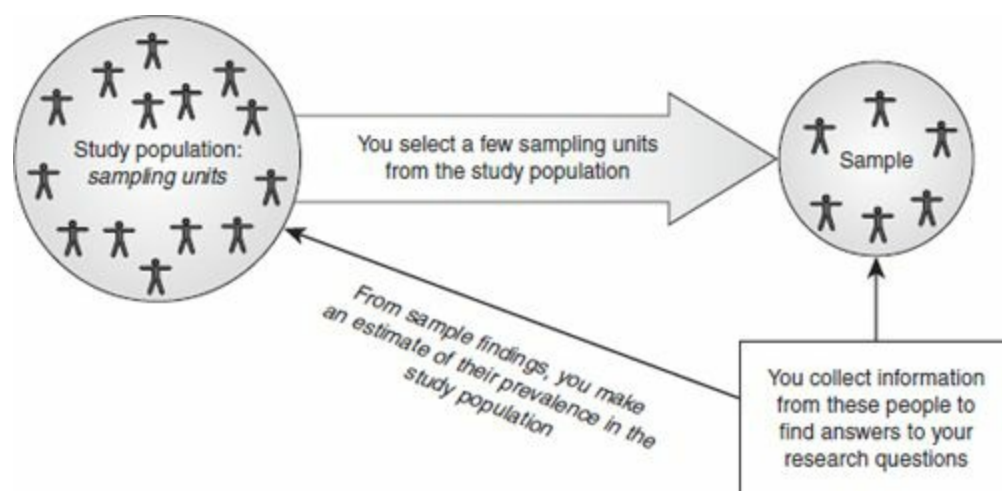 Study population:
sampling units
You select a few sampling units
from the study population
Sample
From sample findings, you make
an estimate of their prevalence in the
study population
You collect information
from these people to
find answers to your
research questions